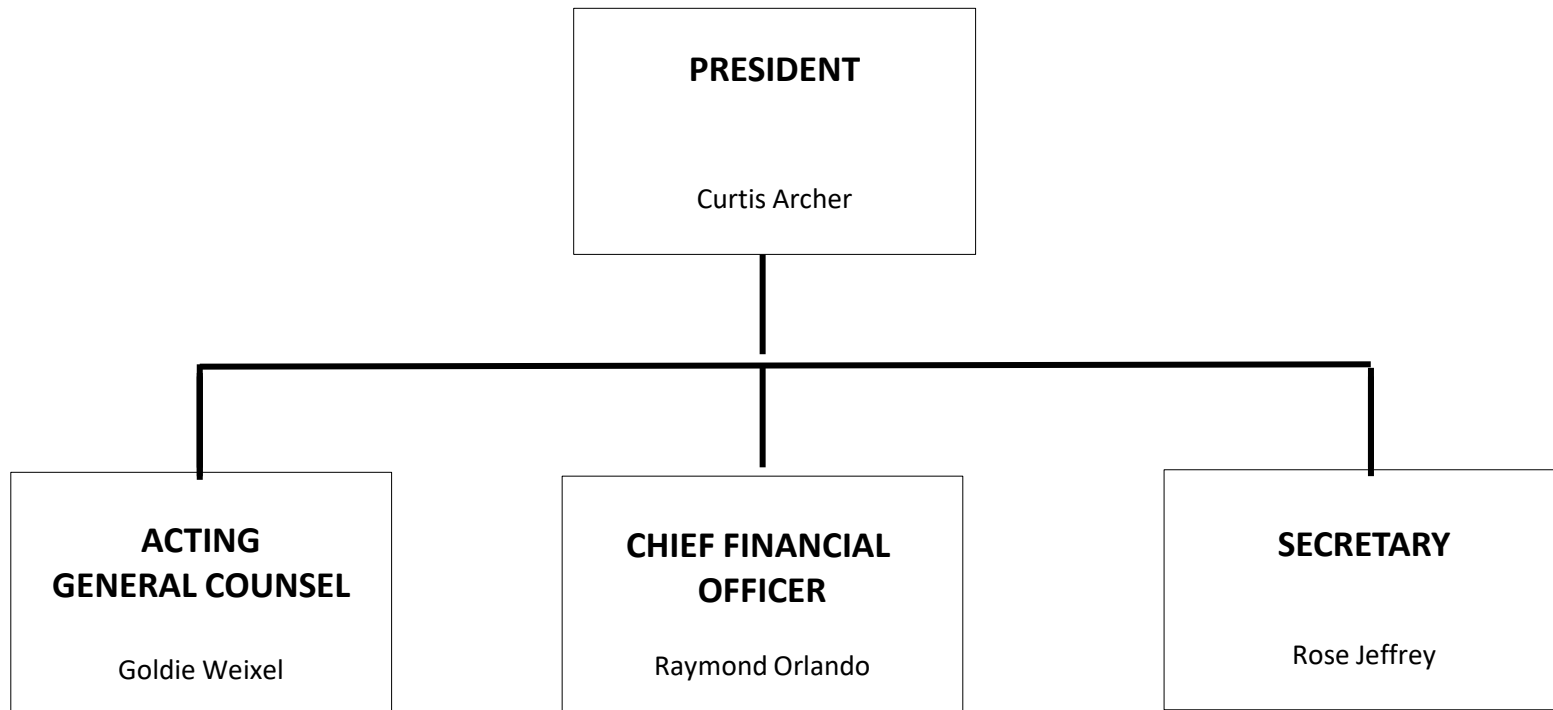 PRESIDENT
Curtis Archer
ACTING
GENERAL COUNSEL
Goldie Weixel
CHIEF FINANCIAL
OFFICER
Raymond Orlando
SECRETARY
Rose Jeffrey